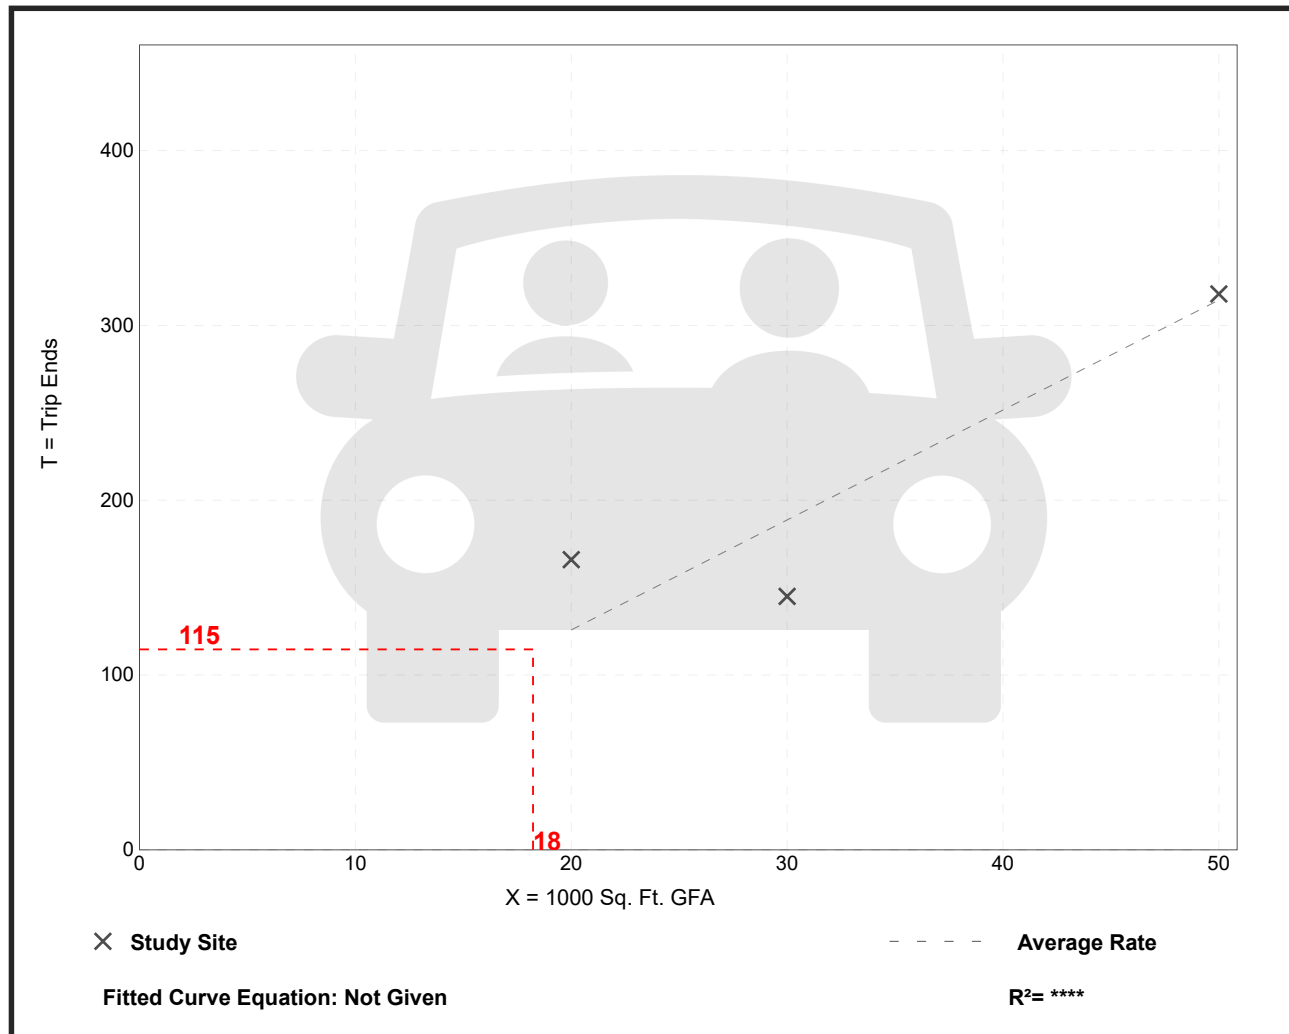 400
300
200
100
0
T = Trip Ends
115
18
0 10 20 30 40 50
X = 1000 Sq. Ft. GFA
Study Site
Average Rate
Fitted Curve Equation: Not Given
R²= ****